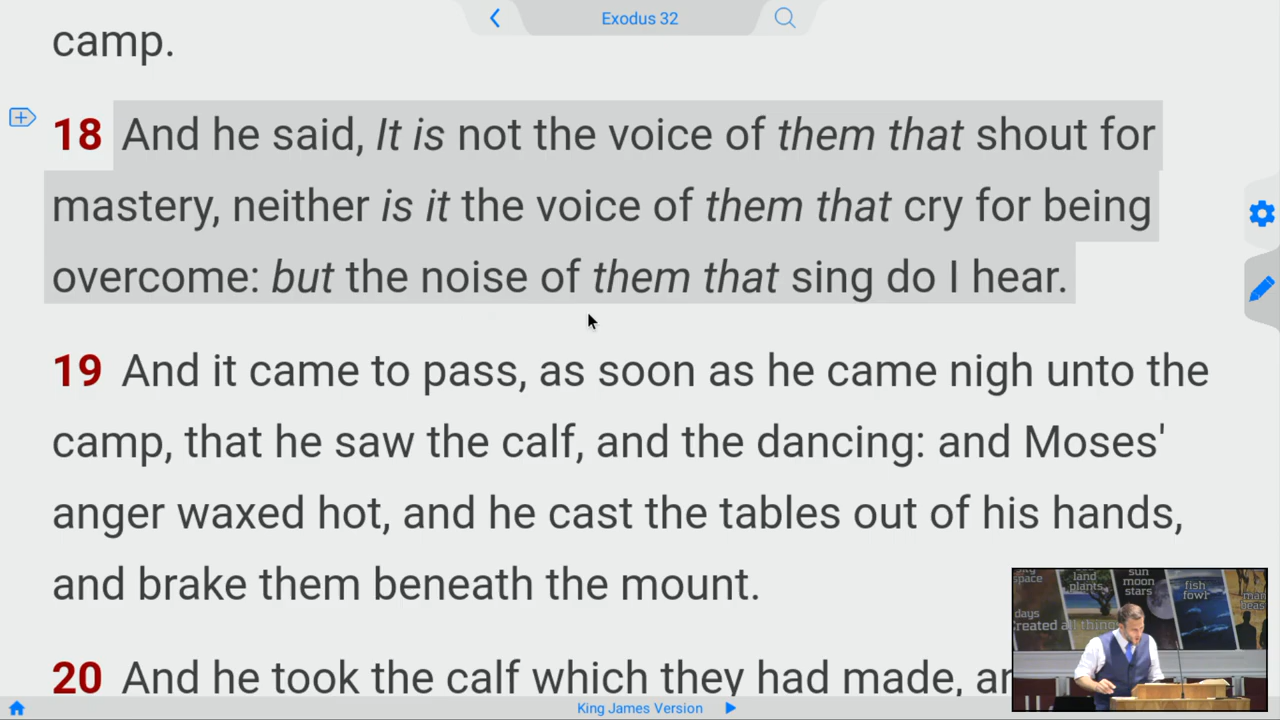 Exodus 32
camp.
18 And he said, It is not the voice of them that shout for
mastery, neither is it the voice of them that cry for being
overcome: but the noise of them that sing do I hear.
19 And it came to pass, as soon as he came nigh unto the
camp, that he saw the calf, and the dancing: and Moses'
anger waxed hot, and he cast the tables out of his hands,
and brake them beneath the mount.
20 And he took the calf which they had made,
King James Version
space
land
plants
sun
moon
stars
fish
fowl
days